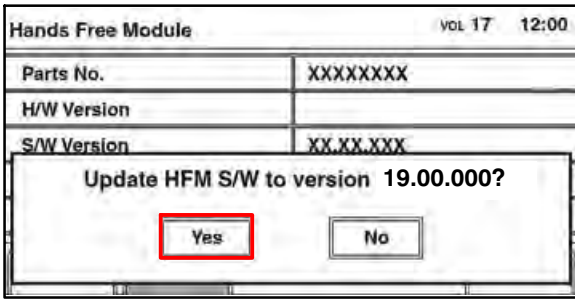 Hands Free Module VOL 17 12:00
Parts No. XXXXXXXX
H/W Version
S/W Version XX.XX.XXX
Update HFM S/W to version 19.00.000?
Yes No